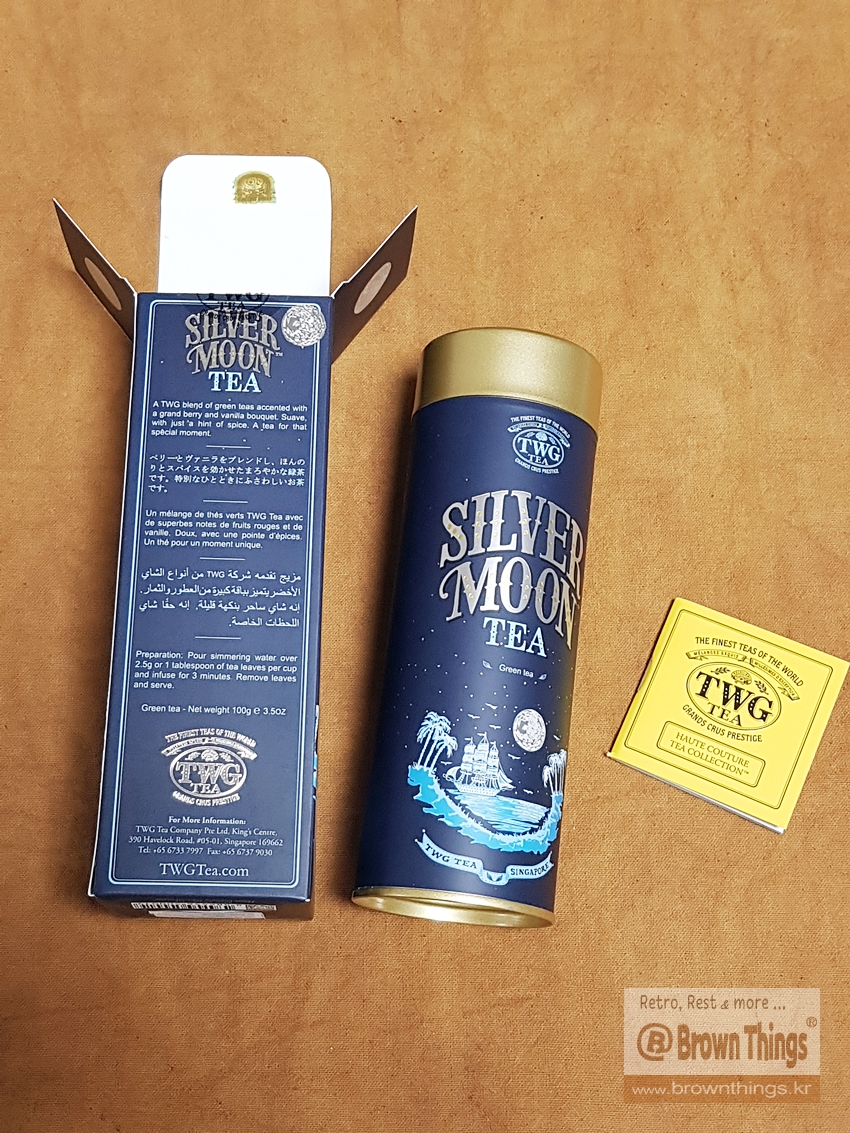 TWG
TEA
SILVER
MOON™
TEA
A TWG blend of green teas accented with
a grand berry and vanilla bouquet. Suave,
with just a hint of spice. A tea for that
special moment.
ベリーとヴァニラをブレンドし、ほんの
りとスパイスを効かせたまろやかな緑茶
です。特別なひとときにふさわしいお茶
です。
Un mélange de thés verts TWG Tea avec
de superbes notes de fruits rouges et de
vanille. Doux, avec une pointe d'épices.
Un thé pour un moment unique.
مزيج تقدمه شركة TWG من أنواع الشاي
الأخضر يتميز بباقة كبيرة من العطور والثمار.
إنه شاي ساحر بنكهة قليلة. إنه حقًا شاي
اللحظات الخاصة.
Preparation: Pour simmering water over
2.5g or 1 tablespoon of tea leaves per cup
and infuse for 3 minutes. Remove leaves
and serve.
Green tea - Net weight 100g ℮ 3.5oz
THE FINEST TEAS OF THE WORLD
TWG
TEA
GRANDS CRUS PRESTIGE
For More Information:
TWG Tea Company Pte Ltd, King's Centre,
390 Havelock Road, #05-01, Singapore 169662
Tel: +65 6733 7997 Fax: +65 6737 9030
TWGTea.com
THE FINEST TEAS OF THE WORLD
TWG
TEA
GRANDS CRUS PRESTIGE
SILVER
MOON
TEA
Green tea
TWG TEA SINGAPORE
THE FINEST TEAS OF THE WORLD
TWG
TEA
GRANDS CRUS PRESTIGE
HAUTE COUTURE
TEA COLLECTION™
Retro, Rest & more ...
B Brown Things®
www.brownthings.kr